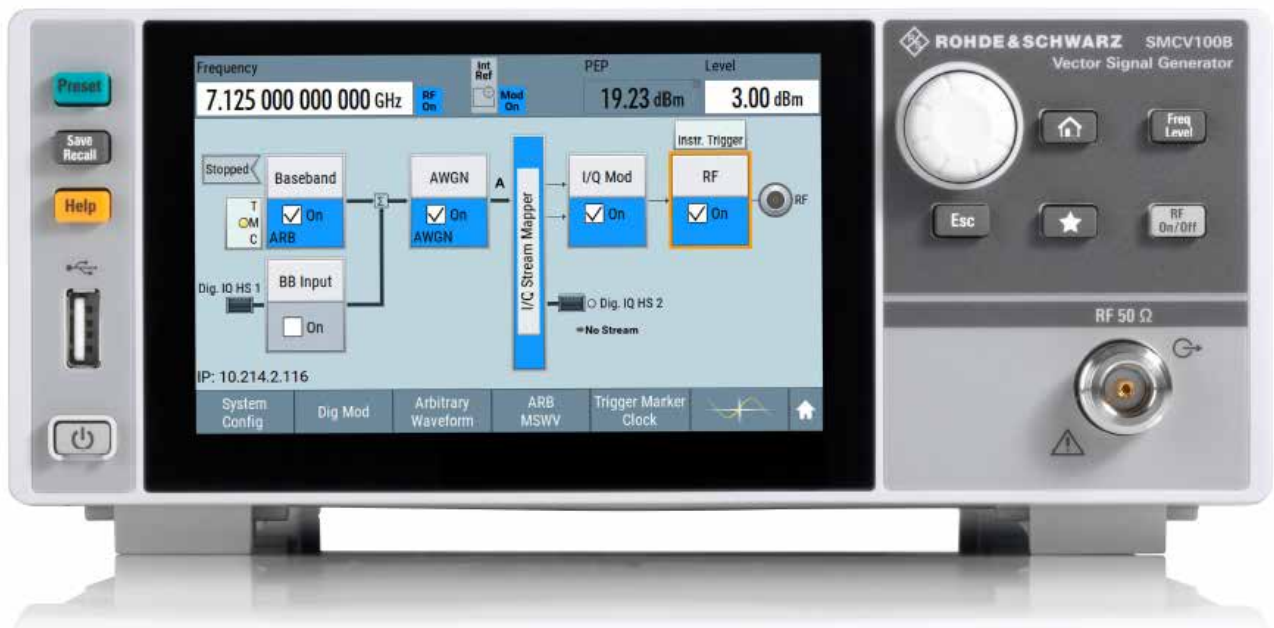 ROHDE & SCHWARZ SMCV100B
Vector Signal Generator
Preset
Save
Recall
Help
Frequency
7.125 000 000 000 GHz
RF
On
Int
Ref
Mod
On
PEP
19.23 dBm
Level
3.00 dBm
Instr. Trigger
Stopped
Baseband
On
ARB
T
M
C
AWGN
On
AWGN
A
I/Q Stream Mapper
I/Q Mod
On
RF
On
RF
Dig. IQ HS 1
BB Input
On
Dig. IQ HS 2
No Stream
IP: 10.214.2.116
System
Config
Dig Mod
Arbitrary
Waveform
ARB
MSWV
Trigger Marker
Clock
Freq
Level
Esc
RF
On/Off
RF 50 Ω